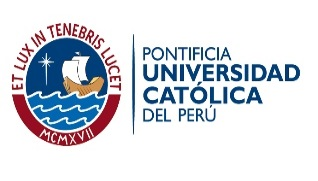 ET LUX IN TENEBRIS LUCET
MCMXVII
PONTIFICIA
UNIVERSIDAD
CATÓLICA
DEL PERÚ